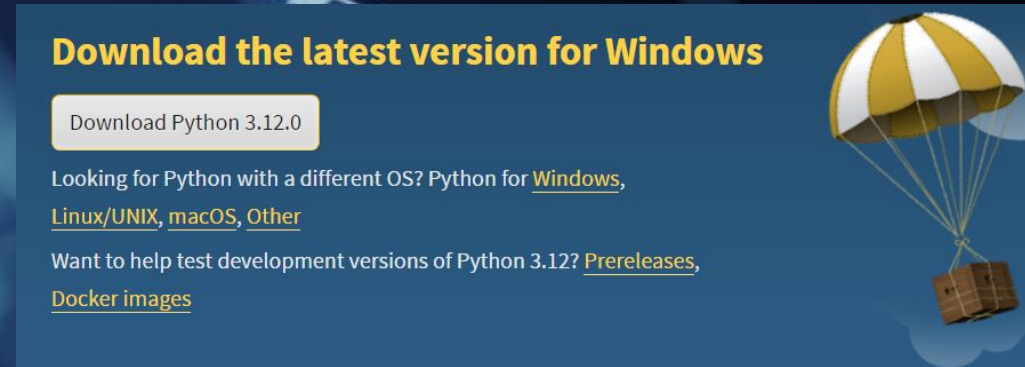 Download the latest version for Windows
Download Python 3.12.0
Looking for Python with a different OS? Python for Windows,
Linux/UNIX, macOS, Other
Want to help test development versions of Python 3.12? Prereleases,
Docker images